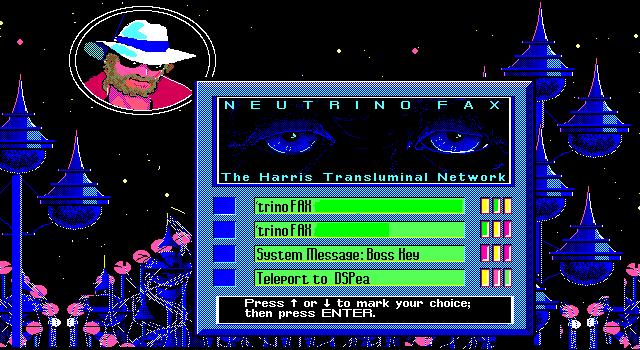 NEUTRINO FAX
The Harris Transluminal Network
trinoFAX
trinoFAX
System Message: Boss Key
Teleport to DSPea
Press ↑ or ↓ to mark your choice;
then press ENTER.